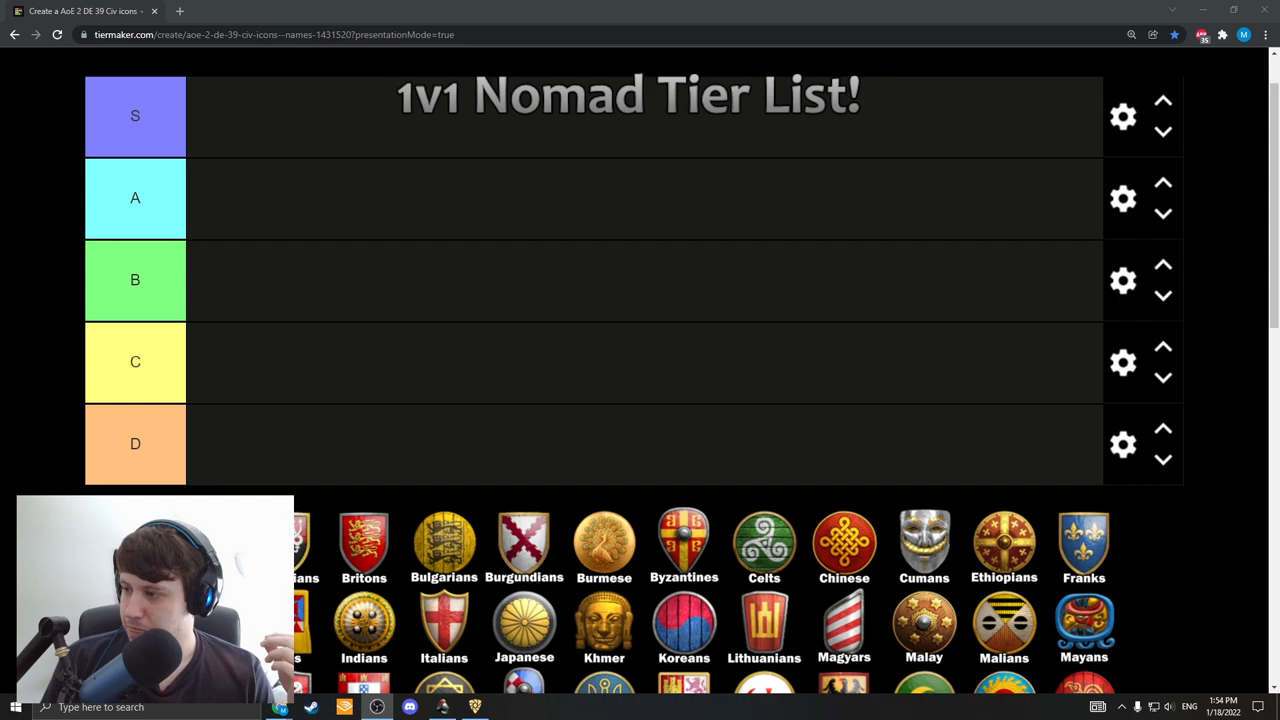 Create a AoE 2 DE 39 Civ icons -
tiermaker.com/create/aoe-2-de-39-civ-icons--names-1431520?presentationMode=true
35
M
1v1 Nomad Tier List!
S
A
B
C
D
ians Britons Bulgarians Burgundians Burmese Byzantines Celts Chinese Cumans Ethiopians Franks
s Indians Italians Japanese Khmer Koreans Lithuanians Magyars Malay Malians Mayans
Type here to search
ENG
1:54 PM
1/18/2022